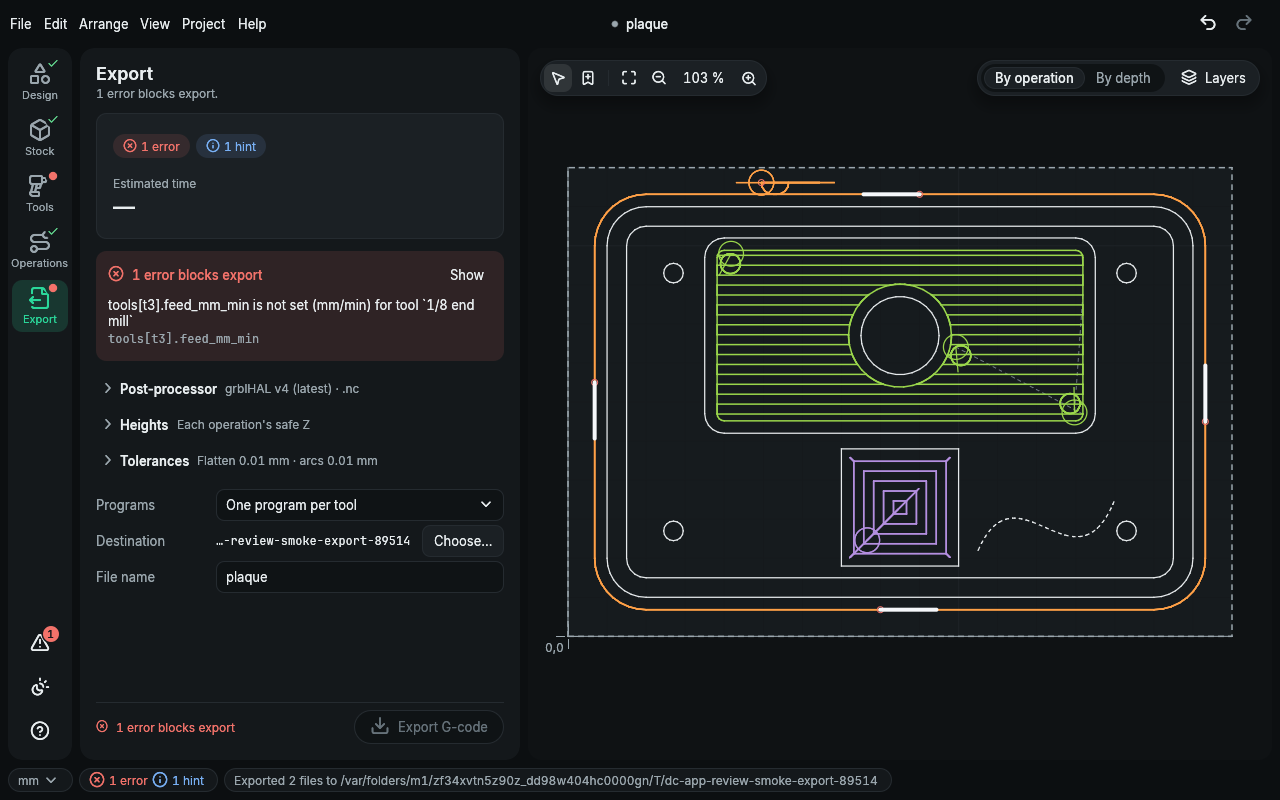 File Edit Arrange View Project Help
plaque
Design
Stock
Tools
Operations
Export
1
Export
1 error blocks export.
1 error 1 hint
Estimated time
1 error blocks export Show
tools[t3].feed_mm_min is not set (mm/min) for tool `1/8 end
mill`
tools[t3].feed_mm_min
Post-processor grblHAL v4 (latest) · .nc
Heights Each operation's safe Z
Tolerances Flatten 0.01 mm · arcs 0.01 mm
Programs One program per tool
Destination …-review-smoke-export-89514 Choose...
File name plaque
1 error blocks export Export G-code
103 %
By operation By depth Layers
0,0
mm 1 error 1 hint Exported 2 files to /var/folders/m1/zf34xvtn5z90z_dd98w404hc0000gn/T/dc-app-review-smoke-export-89514